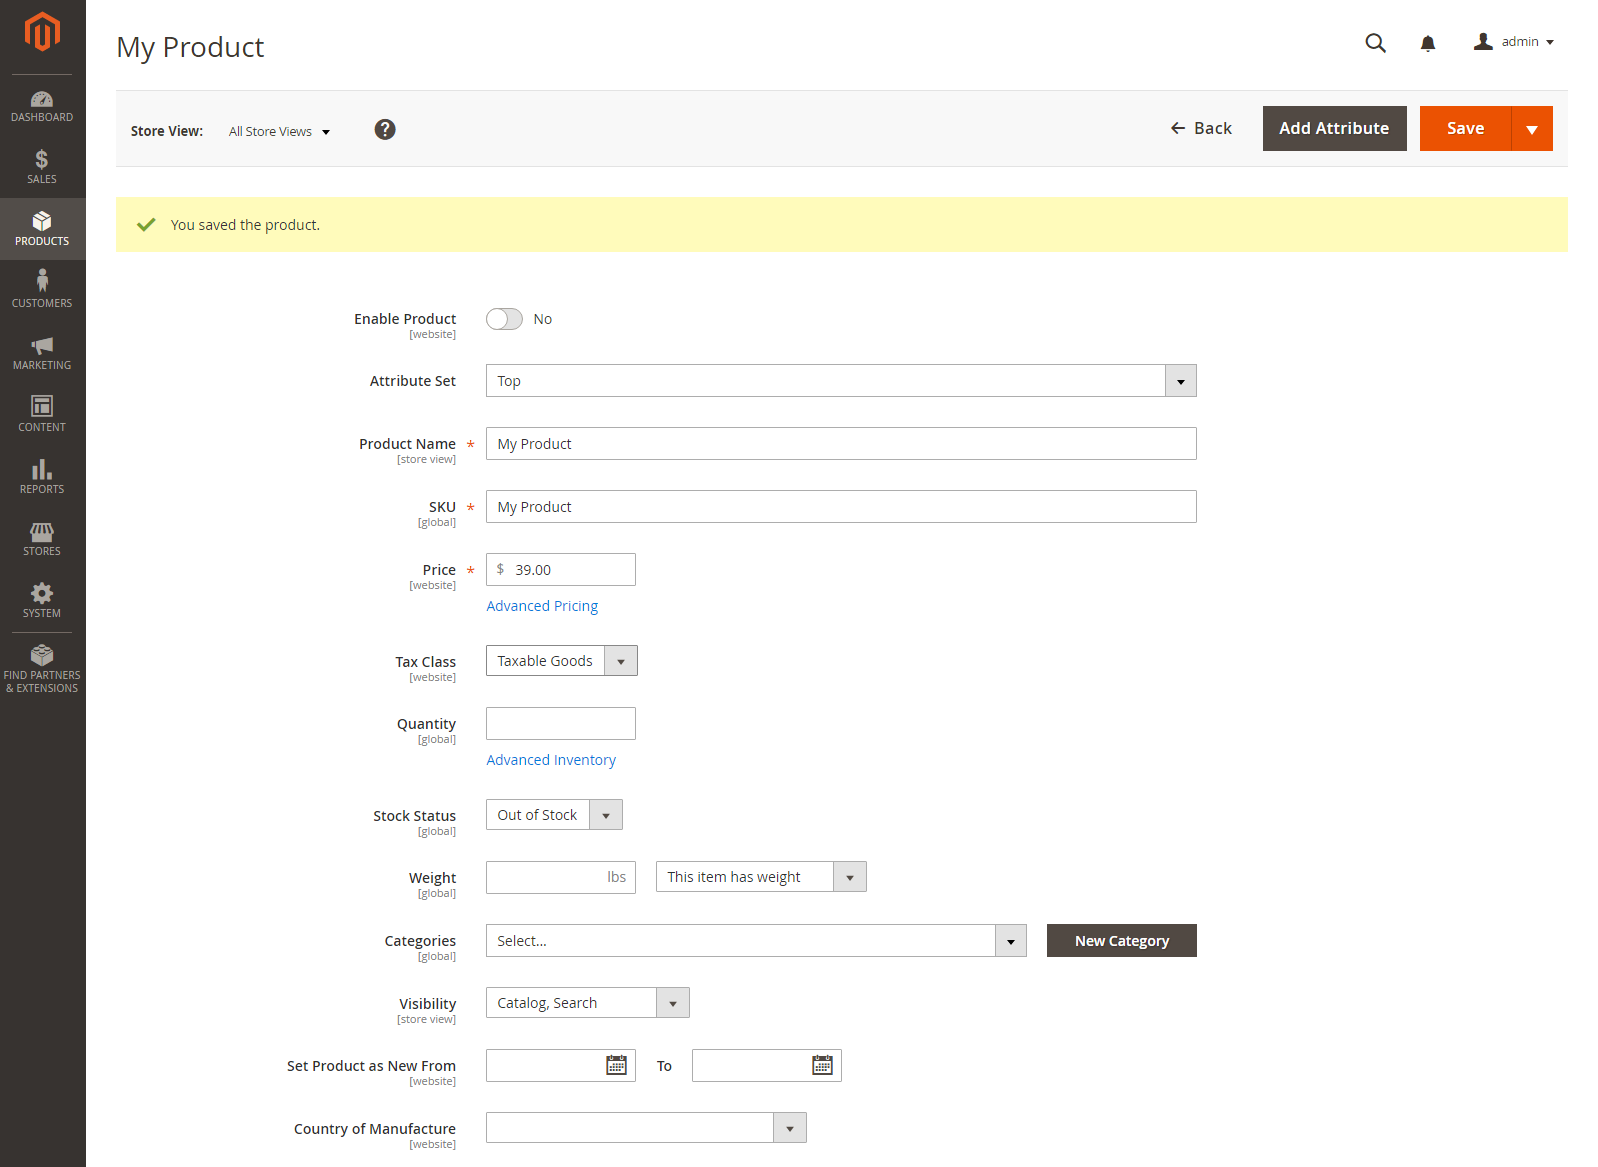 My Product
admin
DASHBOARD
SALES
PRODUCTS
CUSTOMERS
MARKETING
CONTENT
REPORTS
STORES
SYSTEM
FIND PARTNERS
& EXTENSIONS
Store View: All Store Views ?
Back
Add Attribute
Save
You saved the product.
Enable Product No
[website]
Attribute Set Top
Product Name * My Product
[store view]
SKU * My Product
[global]
Price * $ 39.00
[website]
Advanced Pricing
Tax Class Taxable Goods
[website]
Quantity
[global]
Advanced Inventory
Stock Status Out of Stock
[global]
Weight lbs This item has weight
[global]
Categories Select... New Category
[global]
Visibility Catalog, Search
[store view]
Set Product as New From To
[website]
Country of Manufacture
[website]